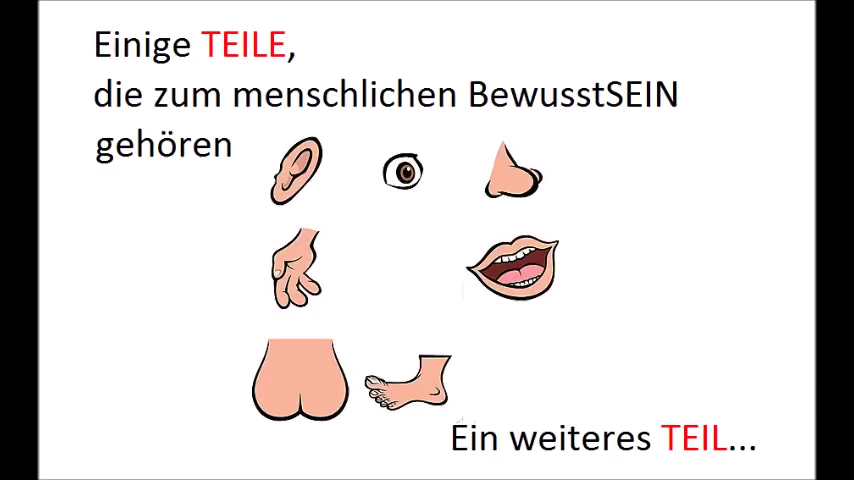 Einige TEILE,
die zum menschlichen BewusstSEIN
gehören
Ein weiteres TEIL...